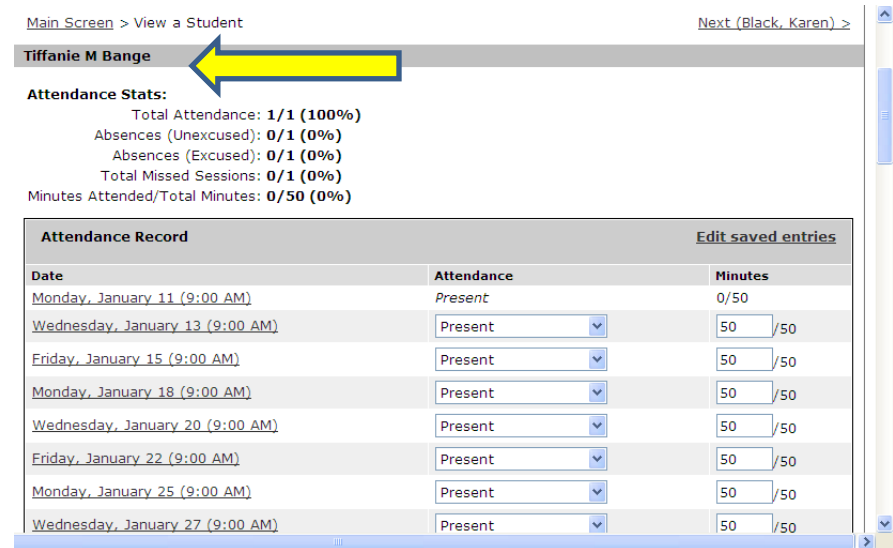 Main Screen > View a Student Next (Black, Karen) >
Tiffanie M Bange
Attendance Stats:
Total Attendance: 1/1 (100%)
Absences (Unexcused): 0/1 (0%)
Absences (Excused): 0/1 (0%)
Total Missed Sessions: 0/1 (0%)
Minutes Attended/Total Minutes: 0/50 (0%)
Attendance Record Edit saved entries
Date Attendance Minutes
Monday, January 11 (9:00 AM) Present 0/50
Wednesday, January 13 (9:00 AM) Present 50 /50
Friday, January 15 (9:00 AM) Present 50 /50
Monday, January 18 (9:00 AM) Present 50 /50
Wednesday, January 20 (9:00 AM) Present 50 /50
Friday, January 22 (9:00 AM) Present 50 /50
Monday, January 25 (9:00 AM) Present 50 /50
Wednesday, January 27 (9:00 AM) Present 50 /50